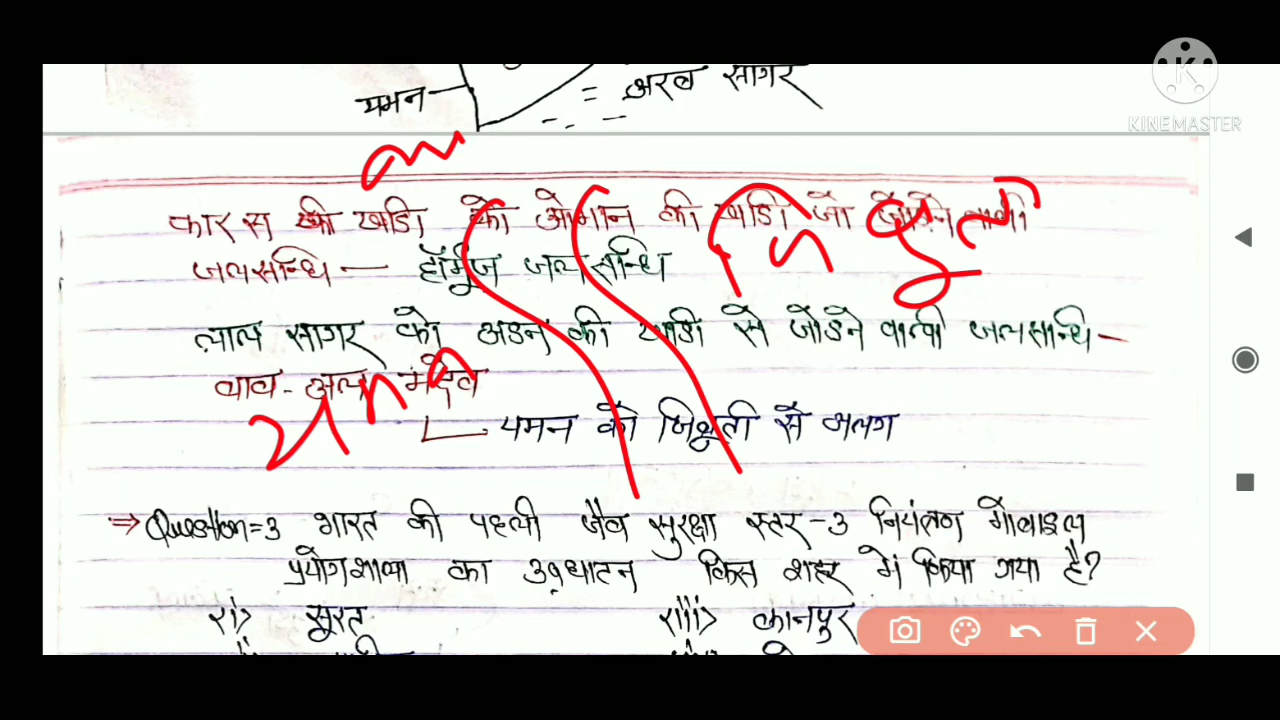 यमन
= अरब सागर
KINEMASTER
फारस की खाडी को ओमान की खाडी जो जोडने वाली
जलसन्धि — हॉर्मुज जलसन्धि
लाल सागर को अडन की खाडी से जोडने वाली जलसन्धि -
बाब - अल मंदेब
यमन को जिबूती से अलग
⇒ Question=3 भारत की पहली जैव सुरक्षा स्तर -3 नियंत्रण मोबाइल
प्रयोगशाला का उद्घाटन किस शहर में किया गया है?
(i) सूरत (iii) कानपुर